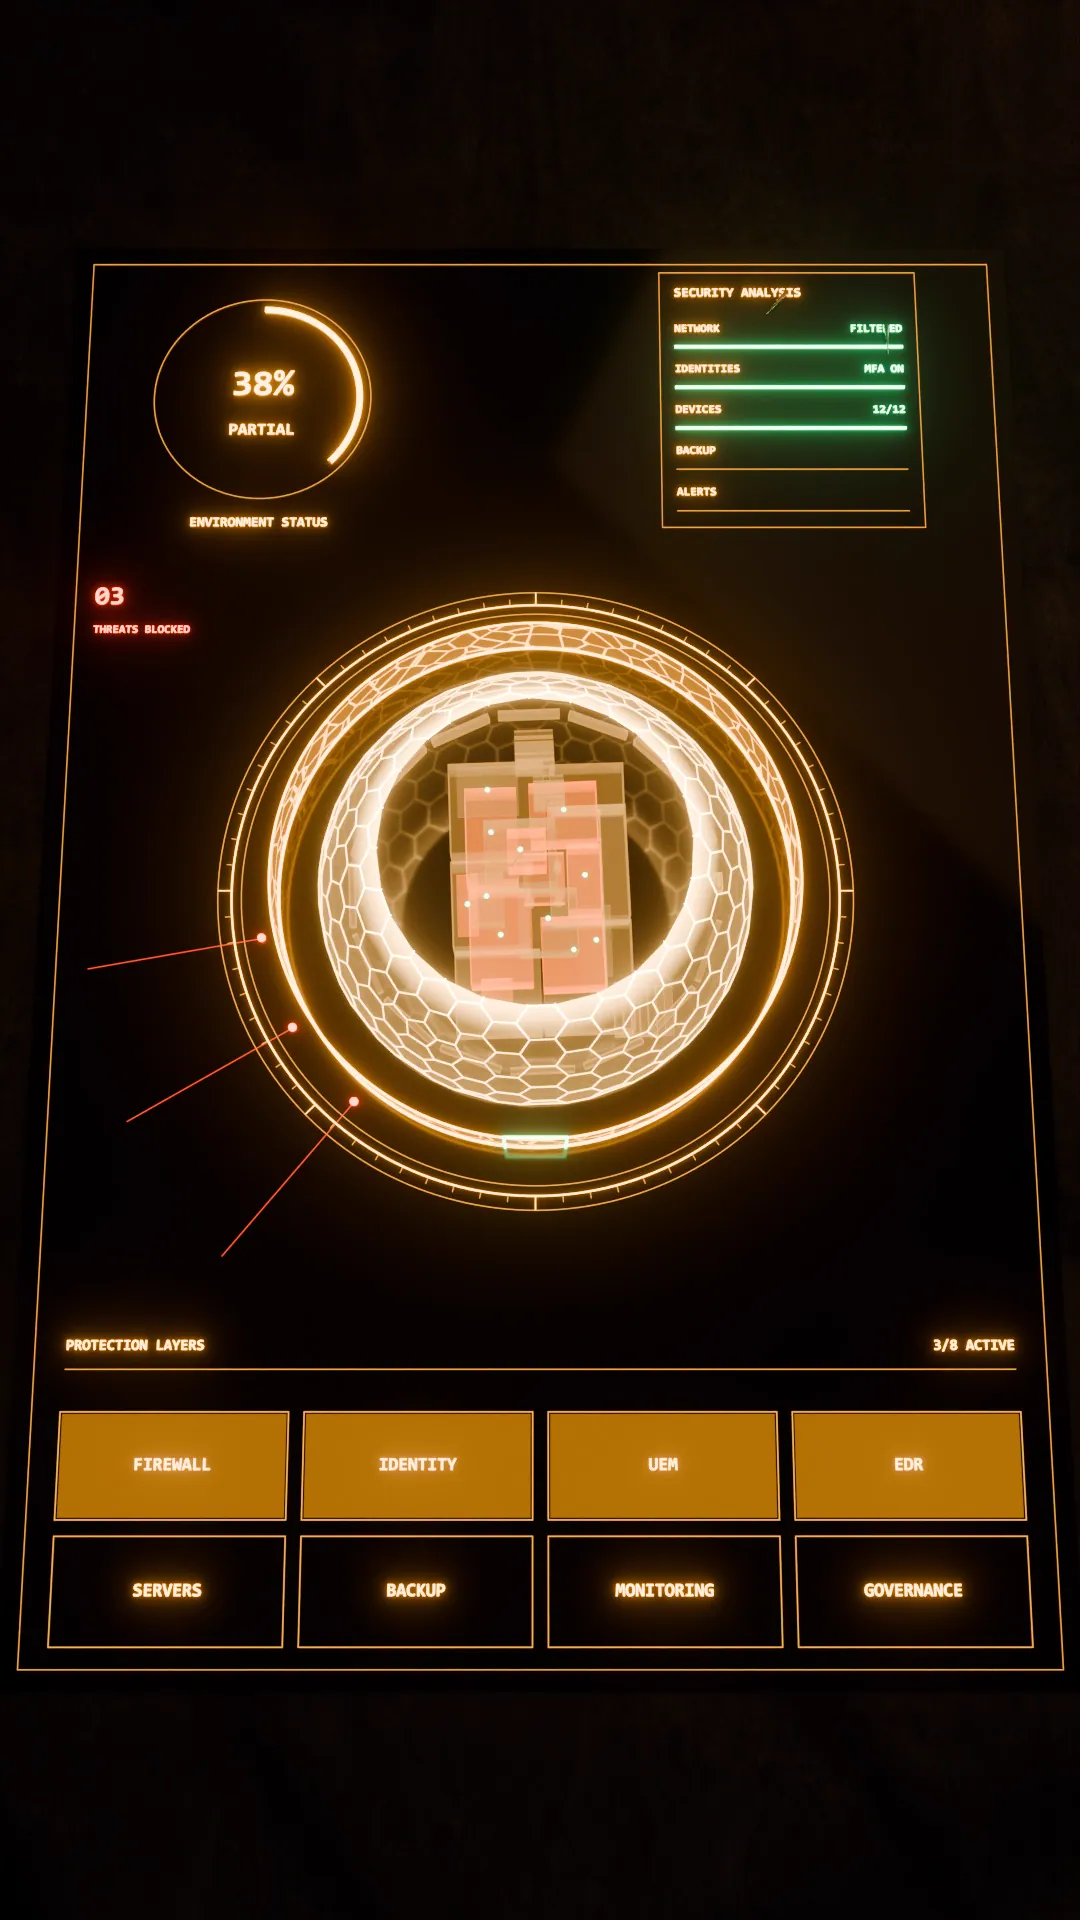 38%
PARTIAL
ENVIRONMENT STATUS
SECURITY ANALYSIS
NETWORK FILTERED
IDENTITIES MFA ON
DEVICES 12/12
BACKUP
ALERTS
03
THREATS BLOCKED
PROTECTION LAYERS 3/8 ACTIVE
FIREWALL IDENTITY UEM EDR
SERVERS BACKUP MONITORING GOVERNANCE